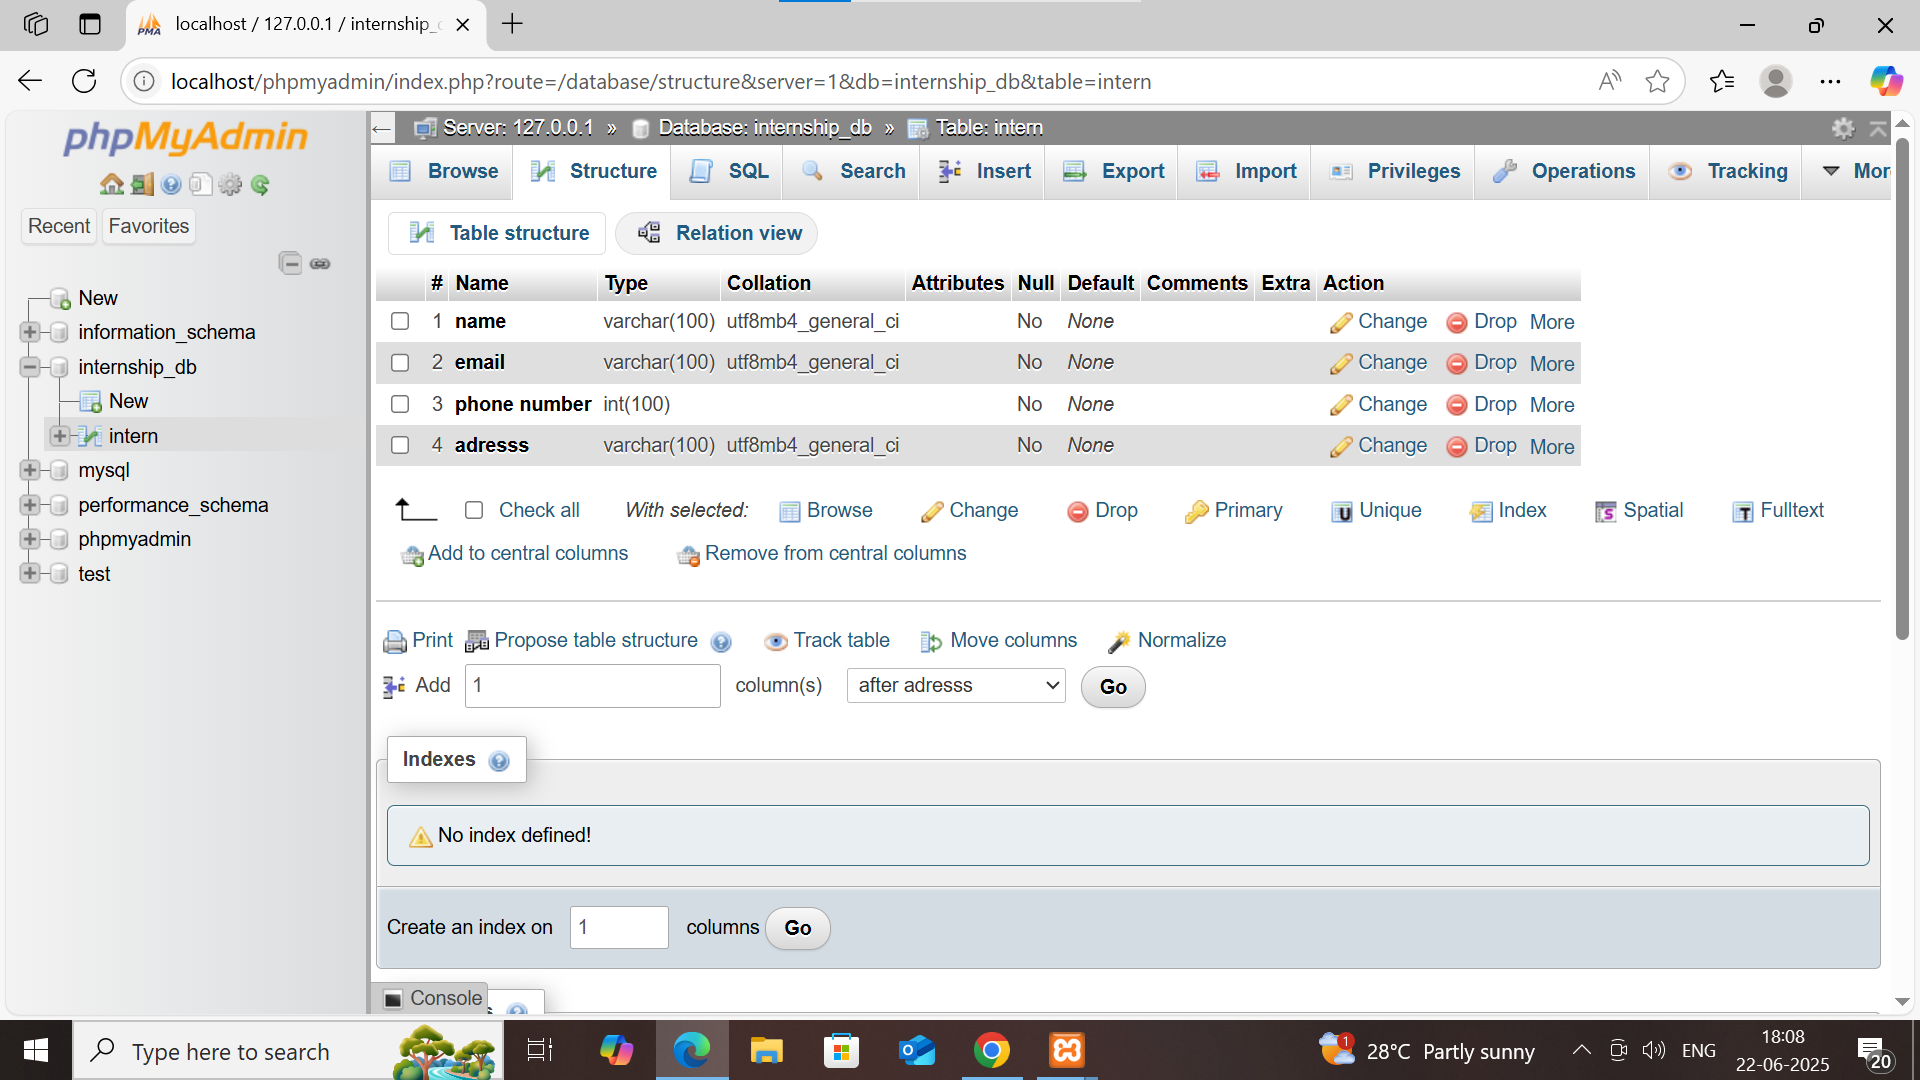 localhost / 127.0.0.1 / internship_
localhost/phpmyadmin/index.php?route=/database/structure&server=1&db=internship_db&table=intern
phpMyAdmin
Recent Favorites
New
information_schema
internship_db
New
intern
mysql
performance_schema
phpmyadmin
test
Server: 127.0.0.1 » Database: internship_db » Table: intern
Browse Structure SQL Search Insert Export Import Privileges Operations Tracking Mor
Table structure Relation view
# Name Type Collation Attributes Null Default Comments Extra Action
1 name varchar(100) utf8mb4_general_ci No None Change Drop More
2 email varchar(100) utf8mb4_general_ci No None Change Drop More
3 phone number int(100) No None Change Drop More
4 adresss varchar(100) utf8mb4_general_ci No None Change Drop More
Check all With selected: Browse Change Drop Primary Unique Index Spatial Fulltext
Add to central columns Remove from central columns
Print Propose table structure Track table Move columns Normalize
Add 1 column(s) after adresss Go
Indexes
No index defined!
Create an index on 1 columns Go
Console
Type here to search
1
28°C Partly sunny
ENG
18:08
22-06-2025
20